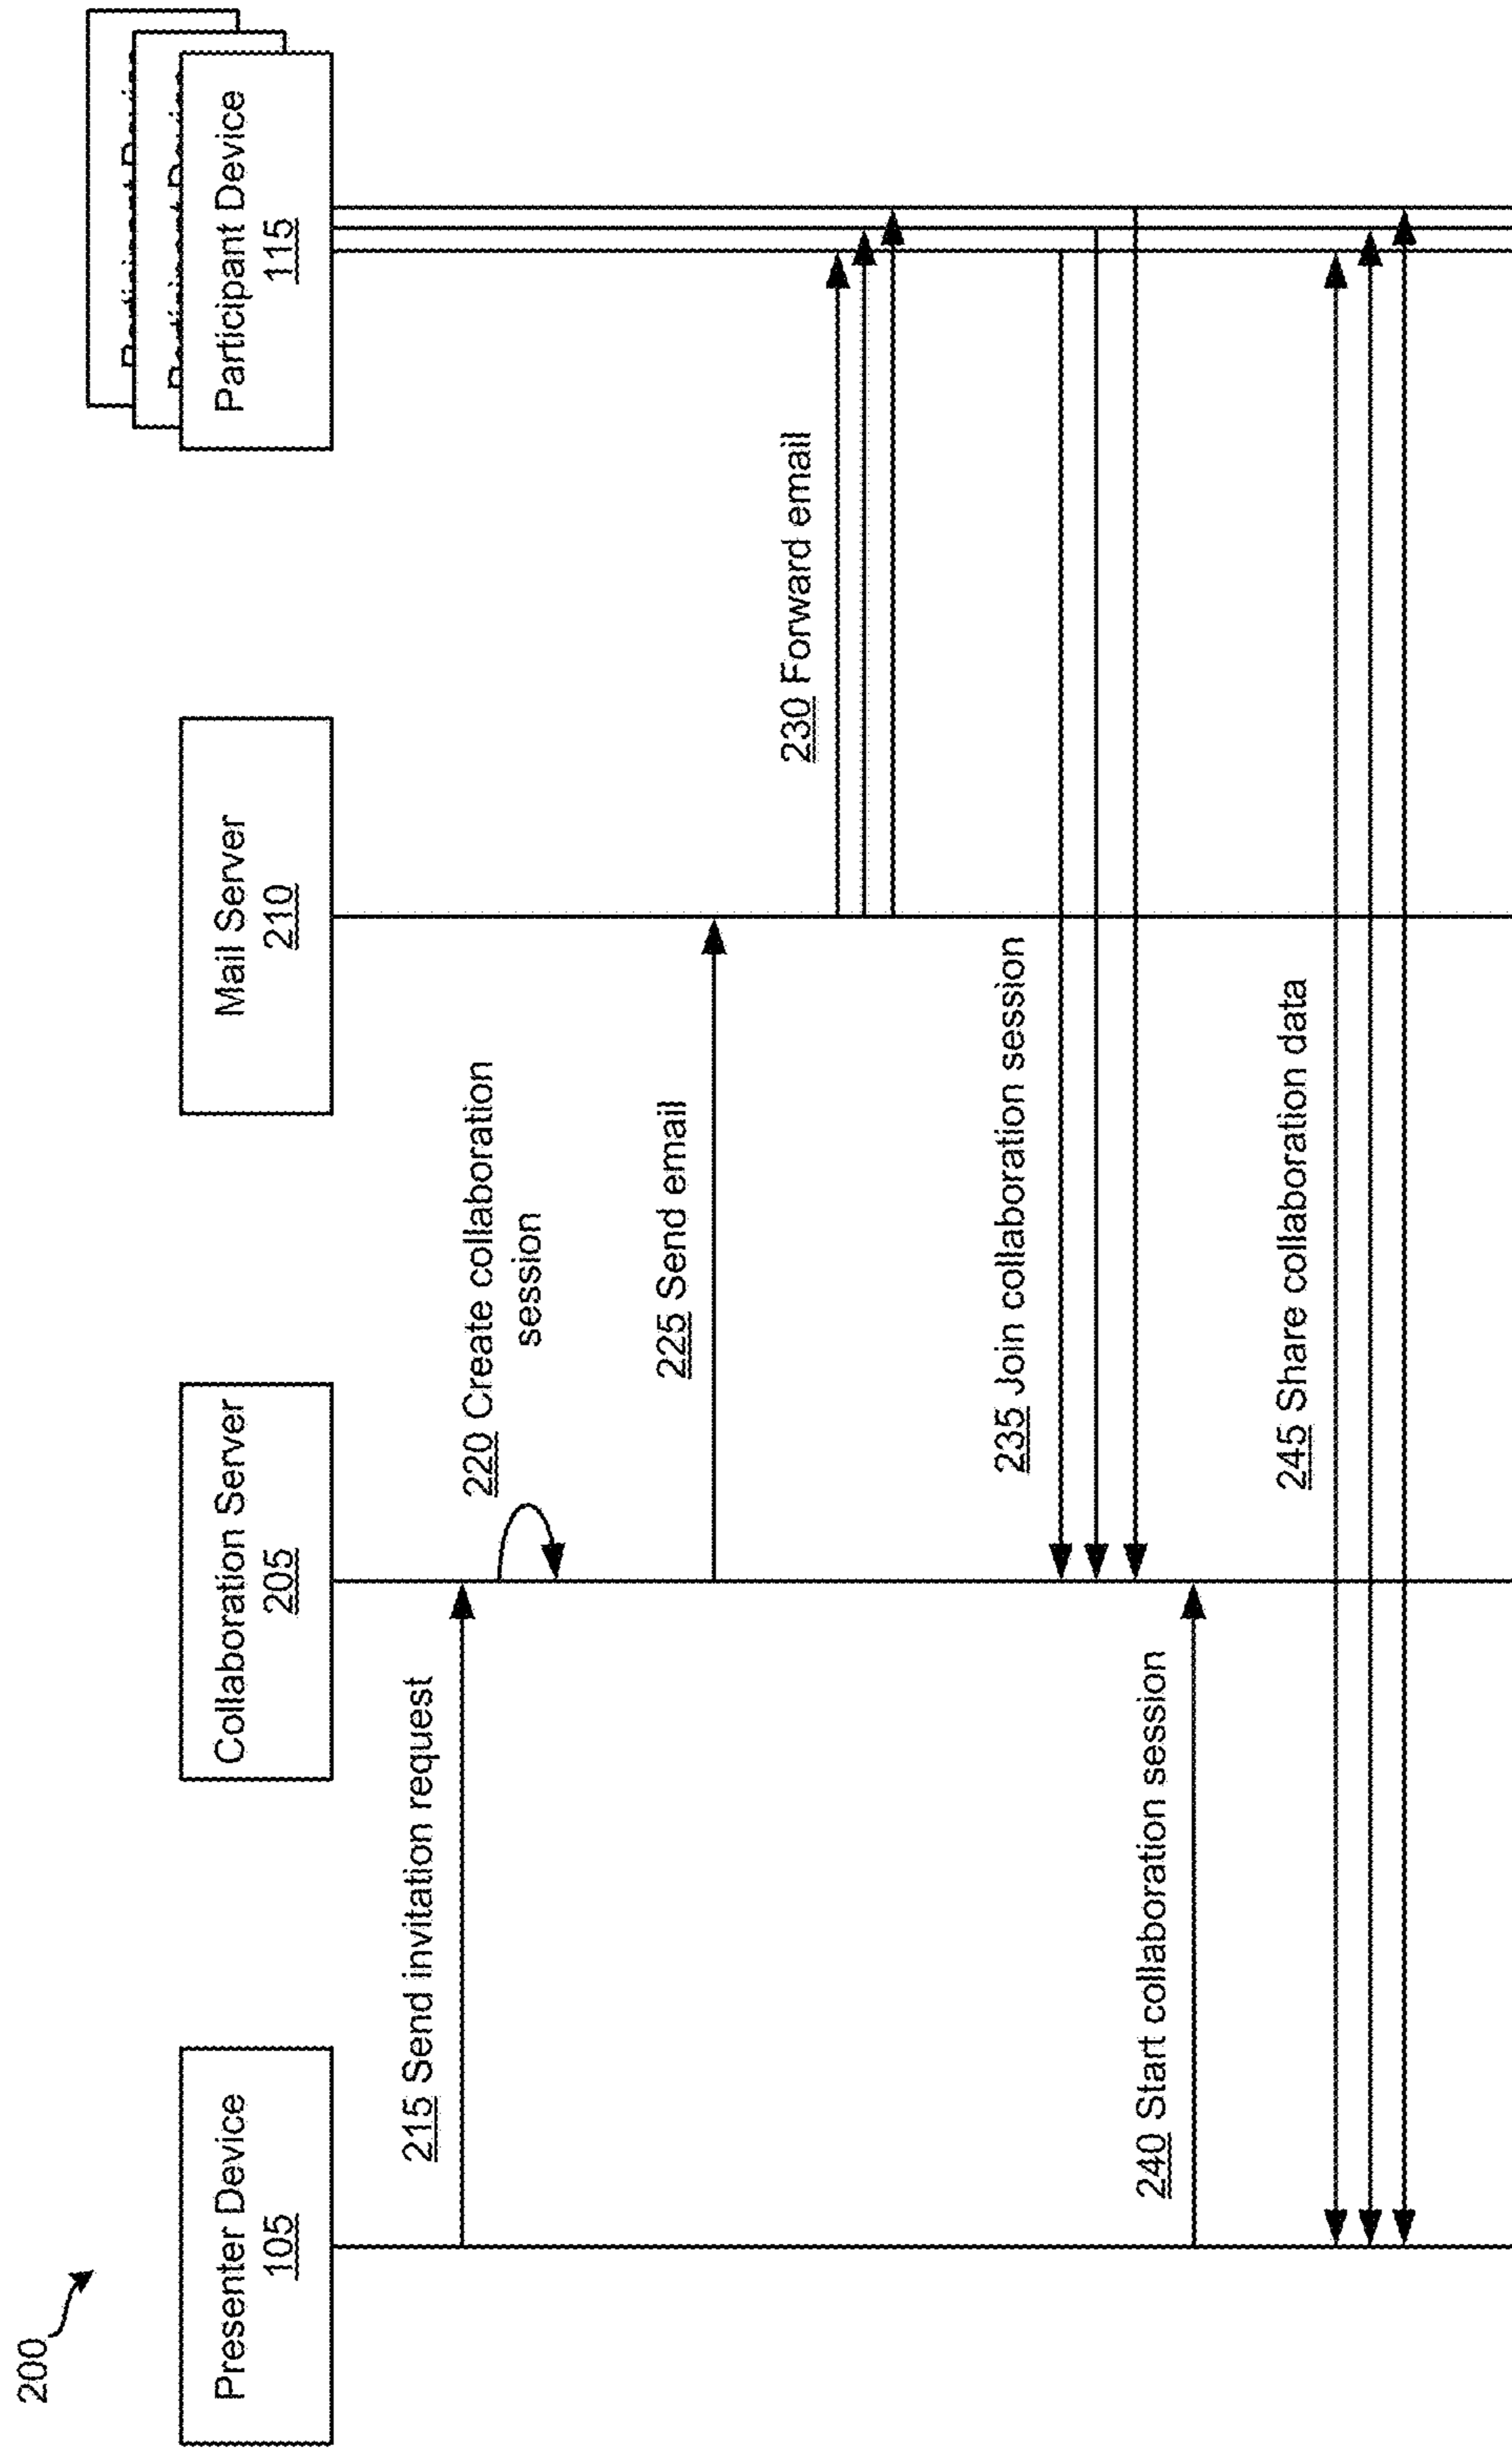 200
Presenter Device
105
Collaboration Server
205
Mail Server
210
Participant Device
115
215 Send invitation request
220 Create collaboration
session
225 Send email
230 Forward email
235 Join collaboration session
240 Start collaboration session
245 Share collaboration data